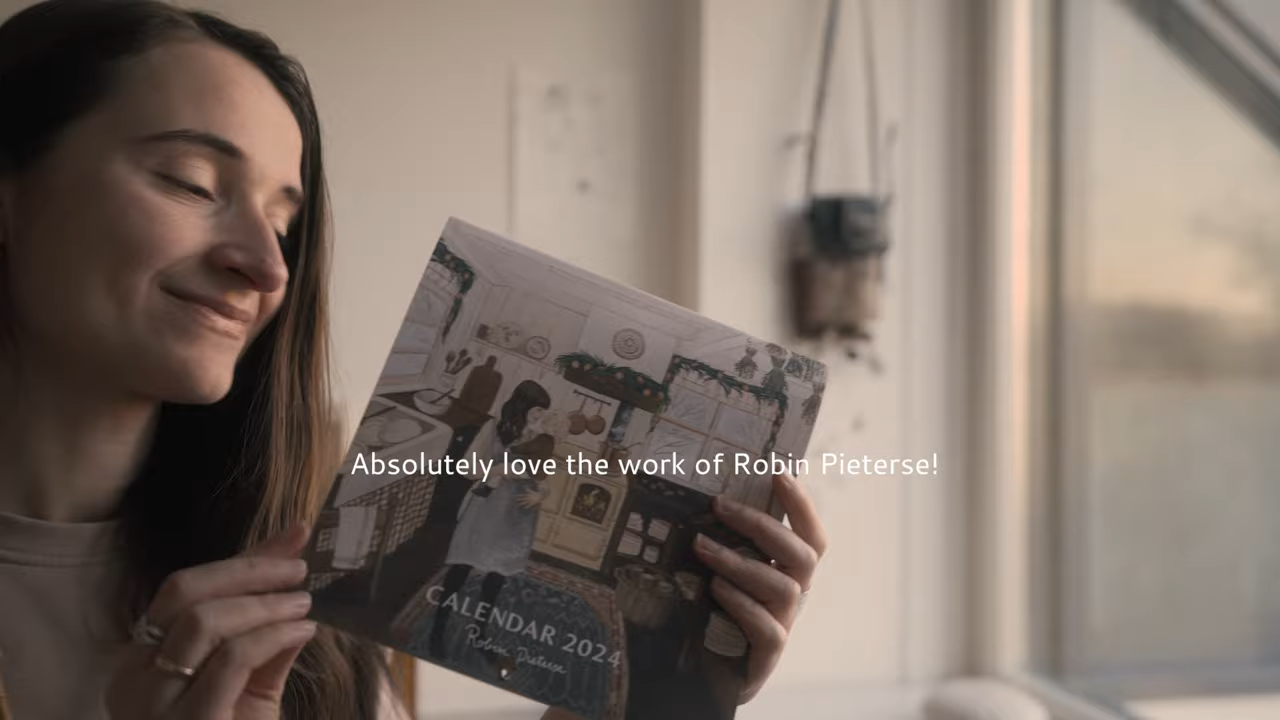 Absolutely love the work of Robin Pieterse!
CALENDAR 2024
Robin Pieterse